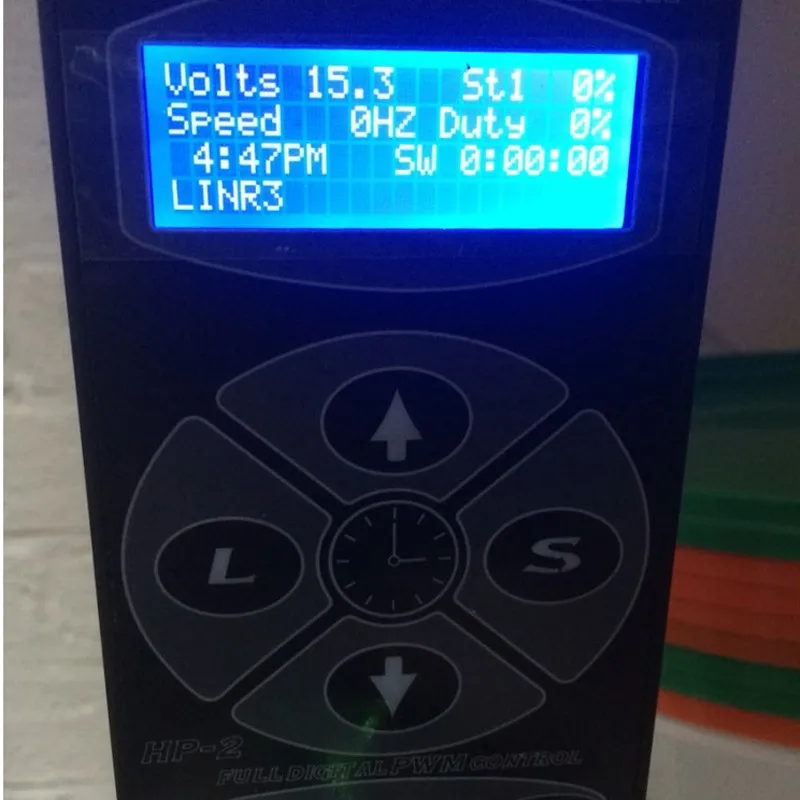 Volts 15.3 St1 0%
Speed 0HZ Duty 0%
4:47PM SW 0:00:00
LINR3
L S
HP-2
FULL DIGITAL PWM CONTROL